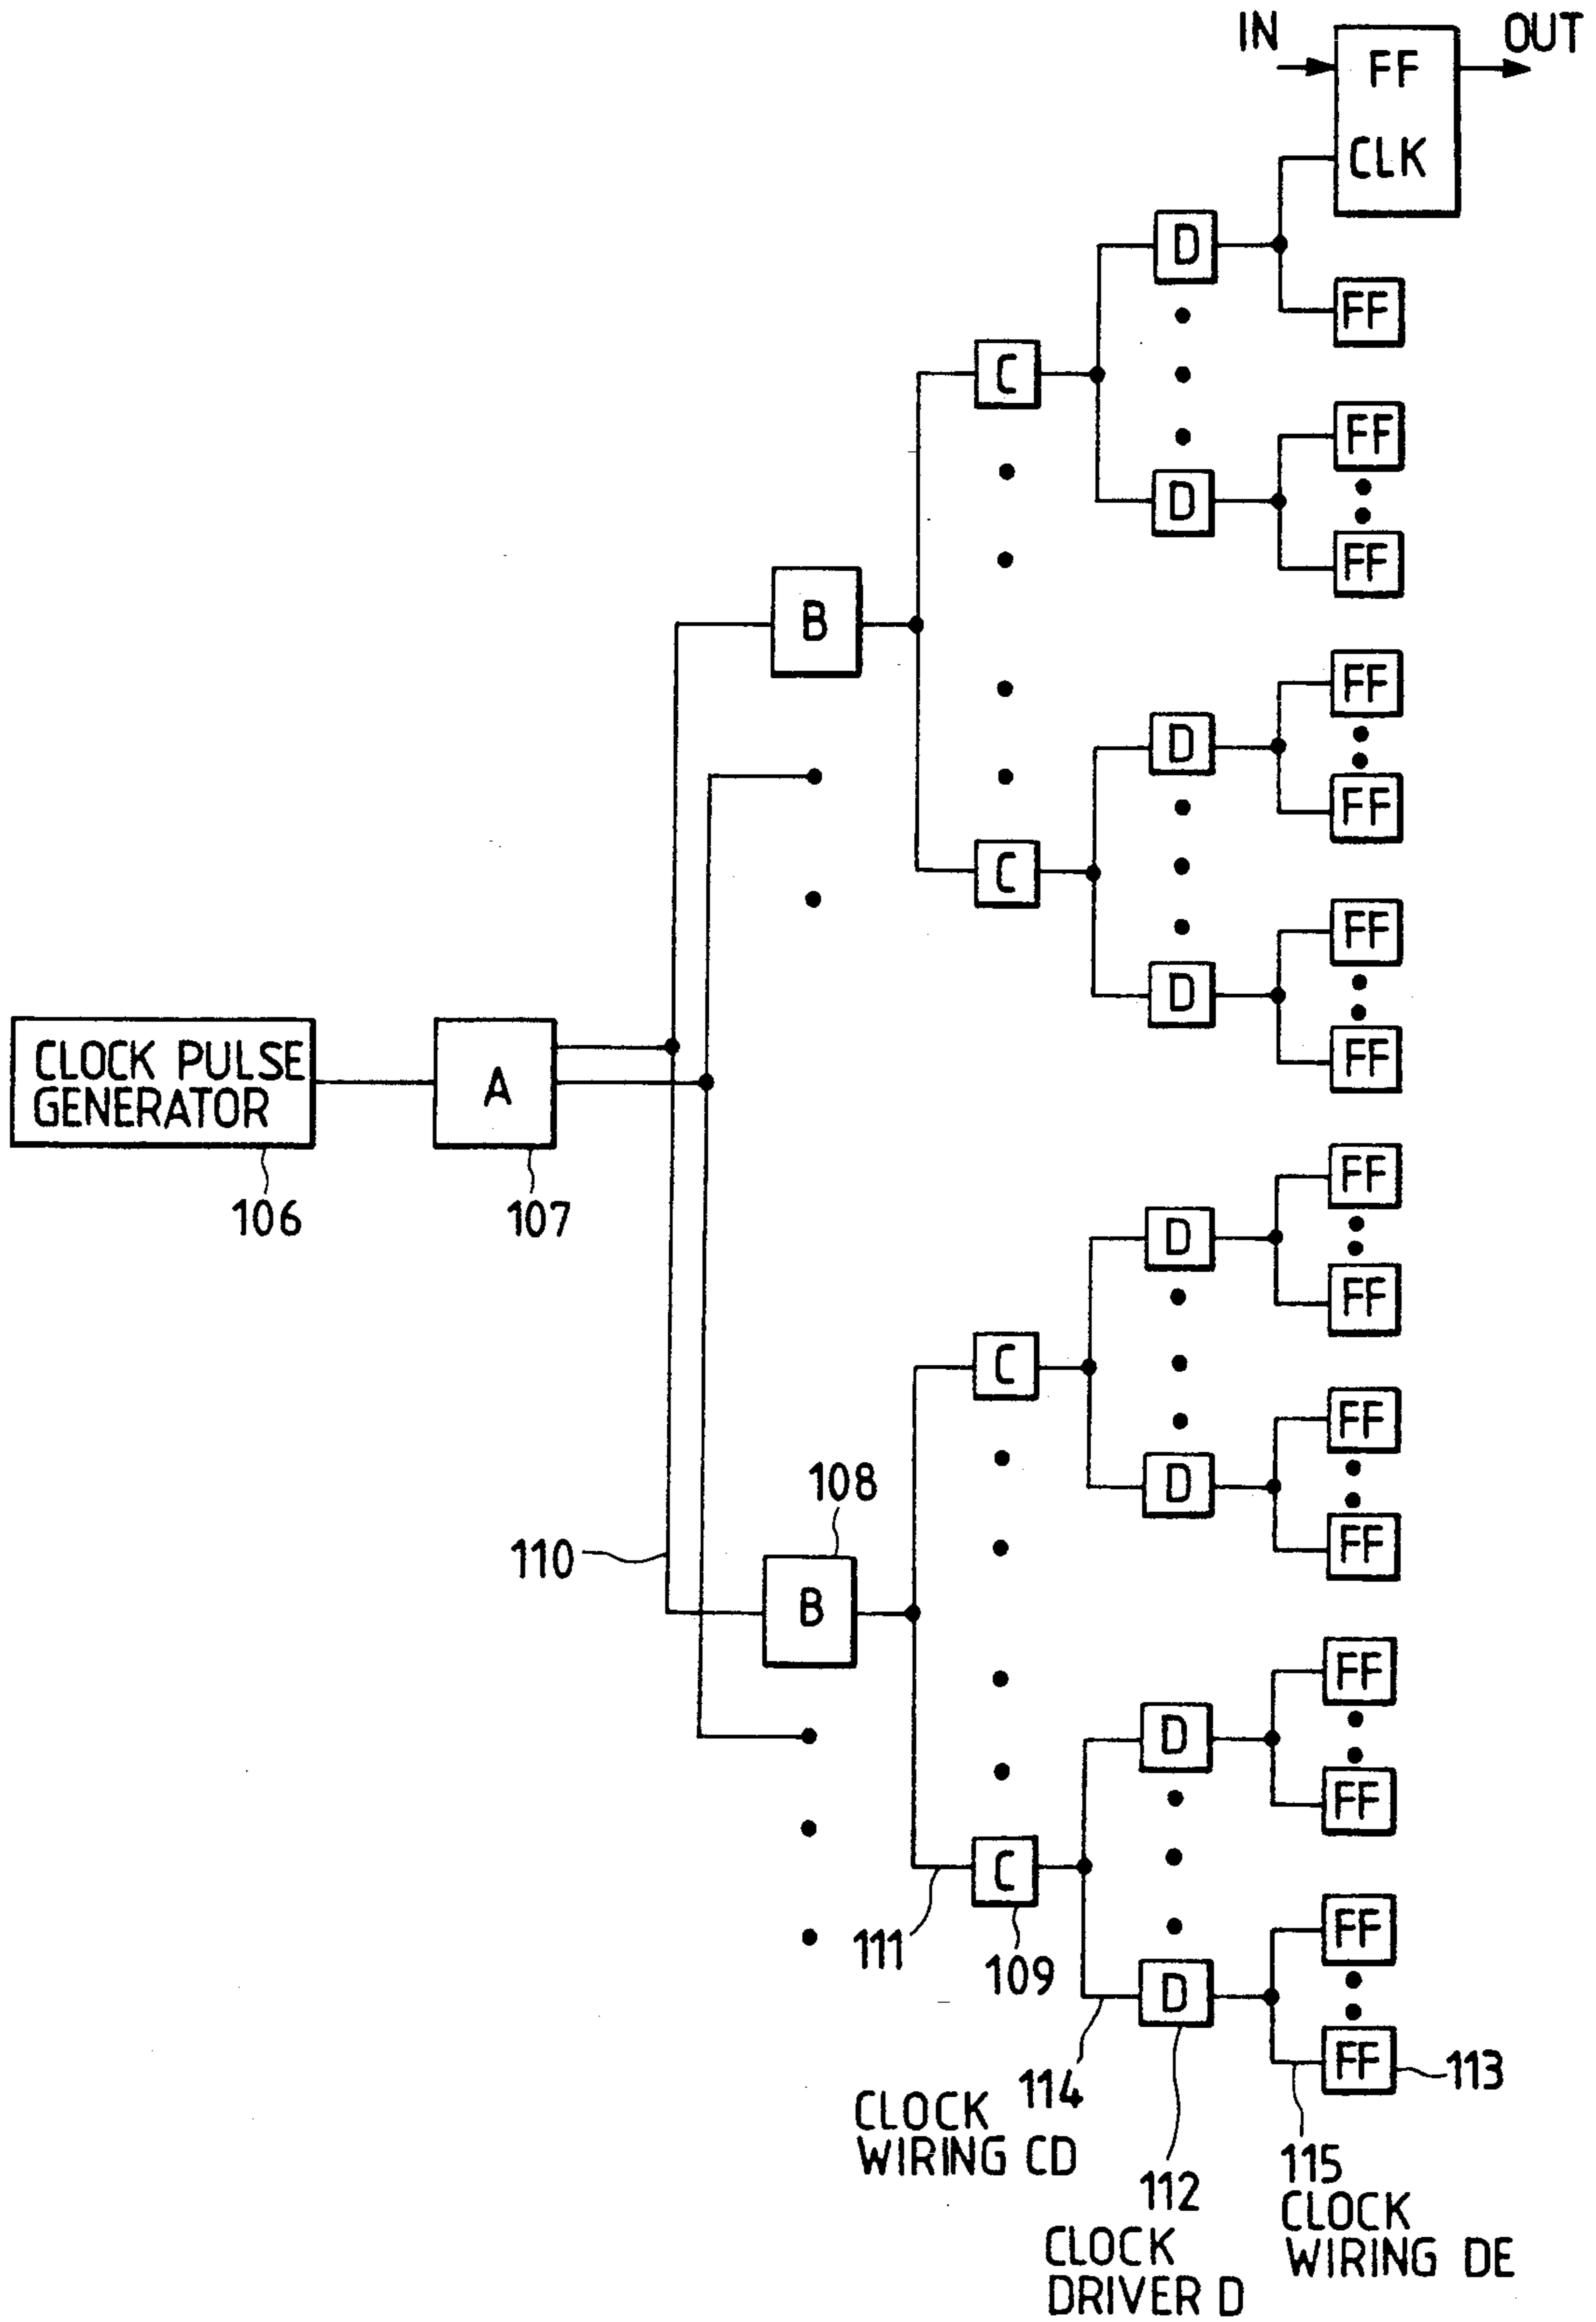 IN
OUT
FF
CLK
D
FF
C
FF
D
FF
B
FF
D
FF
C
FF
D
FF
CLOCK PULSE
GENERATOR
A
106
107
FF
D
FF
C
FF
D
FF
108
110
B
FF
D
FF
C
111
109
FF
D
FF
113
114
CLOCK
WIRING CD
112
CLOCK
DRIVER D
115
CLOCK
WIRING DE